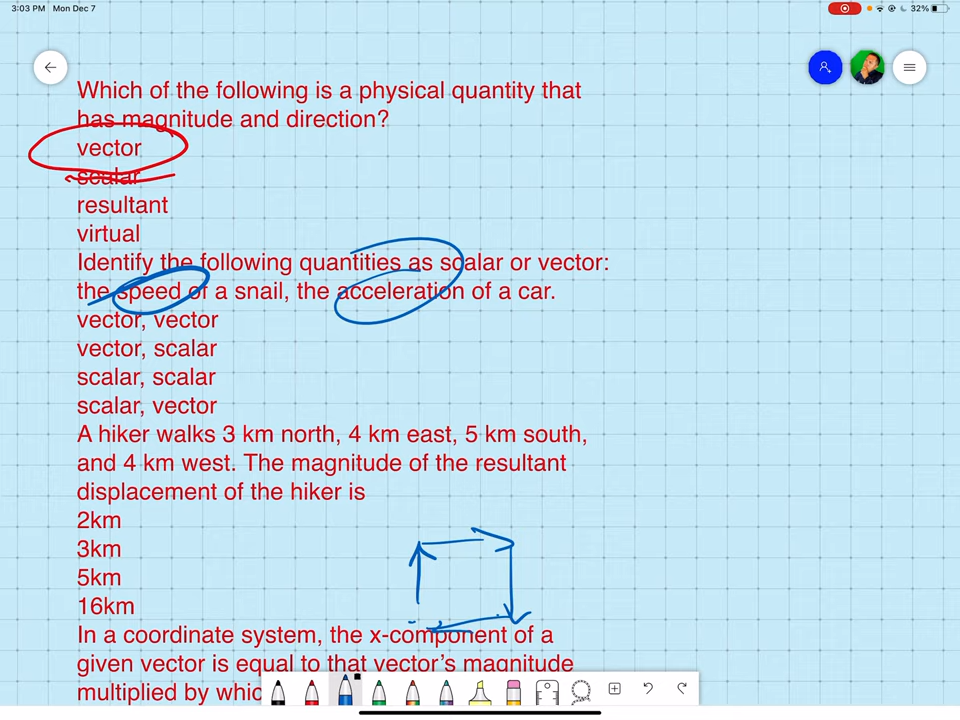 3:03 PM Mon Dec 7
32%
Which of the following is a physical quantity that
has magnitude and direction?
vector
scalar
resultant
virtual
Identify the following quantities as scalar or vector:
the speed of a snail, the acceleration of a car.
vector, vector
vector, scalar
scalar, scalar
scalar, vector
A hiker walks 3 km north, 4 km east, 5 km south,
and 4 km west. The magnitude of the resultant
displacement of the hiker is
2km
3km
5km
16km
In a coordinate system, the x-component of a
given vector is equal to that vector’s magnitude
multiplied by